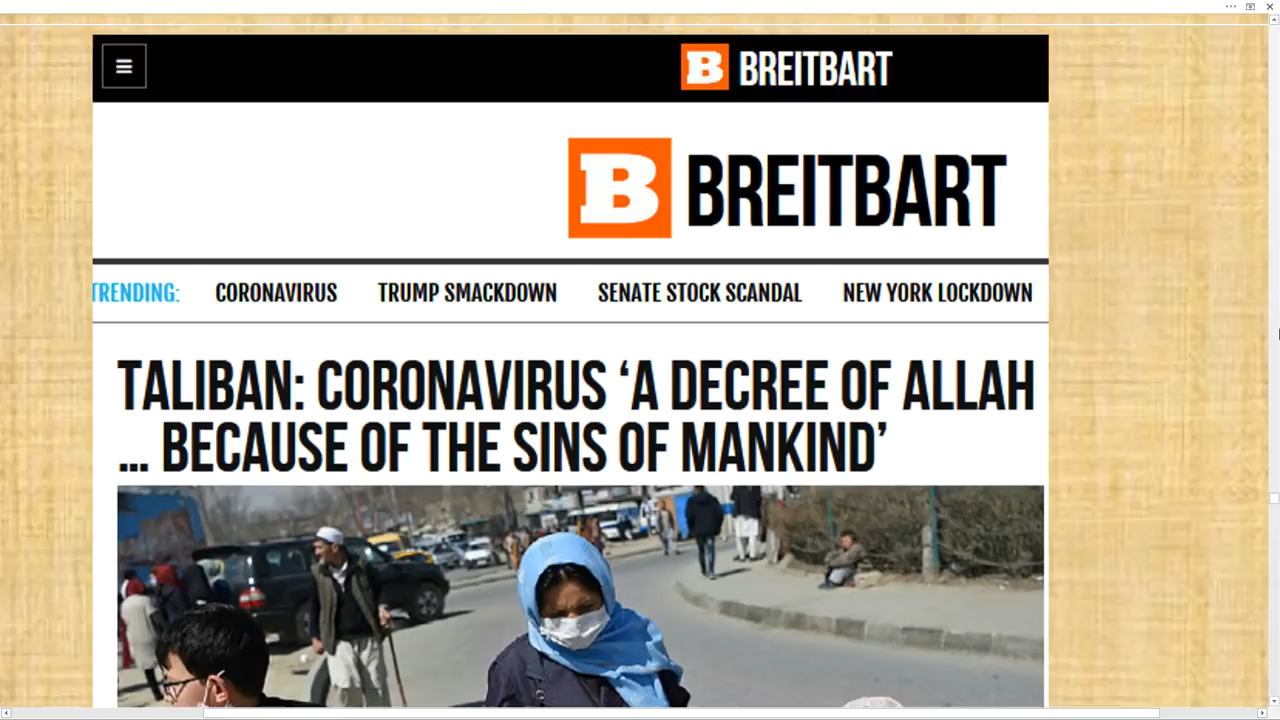 BREITBART
BREITBART
TRENDING: CORONAVIRUS TRUMP SMACKDOWN SENATE STOCK SCANDAL NEW YORK LOCKDOWN
TALIBAN: CORONAVIRUS ‘A DECREE OF ALLAH
... BECAUSE OF THE SINS OF MANKIND’